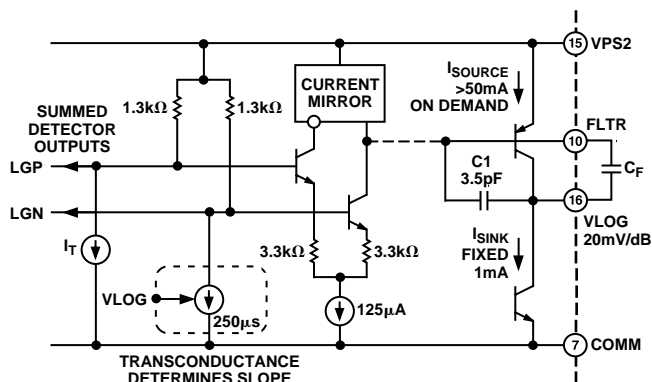 15
VPS2
CURRENT
MIRROR
ISOURCE
>50mA
ON DEMAND
1.3kΩ
1.3kΩ
SUMMED
DETECTOR
OUTPUTS
FLTR
10
LGP
C1
3.5pF
CF
16
LGN
VLOG
20mV/dB
IT
3.3kΩ
3.3kΩ
ISINK
FIXED
1mA
VLOG
250μs
125μA
7
COMM
TRANSCONDUCTANCE
DETERMINES SLOPE